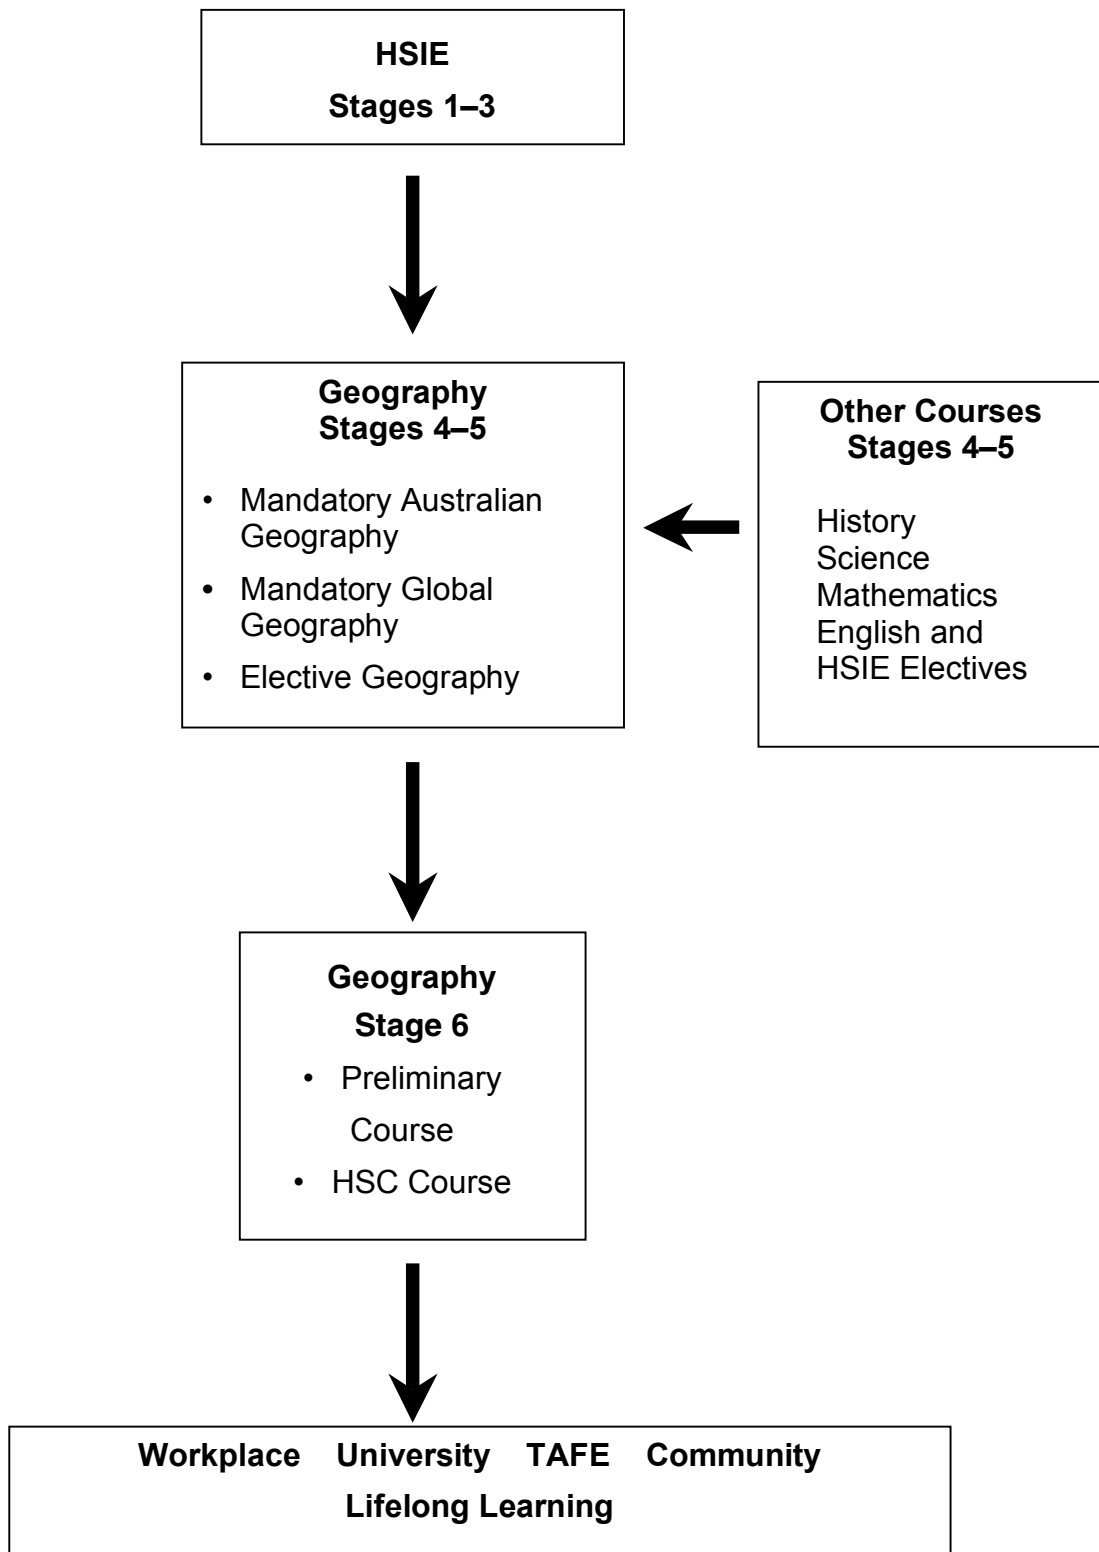 HSIE
Stages 1–3
Geography
Stages 4–5
• Mandatory Australian
Geography
• Mandatory Global
Geography
• Elective Geography
Other Courses
Stages 4–5
History
Science
Mathematics
English and
HSIE Electives
Geography
Stage 6
• Preliminary
Course
• HSC Course
Workplace University TAFE Community
Lifelong Learning